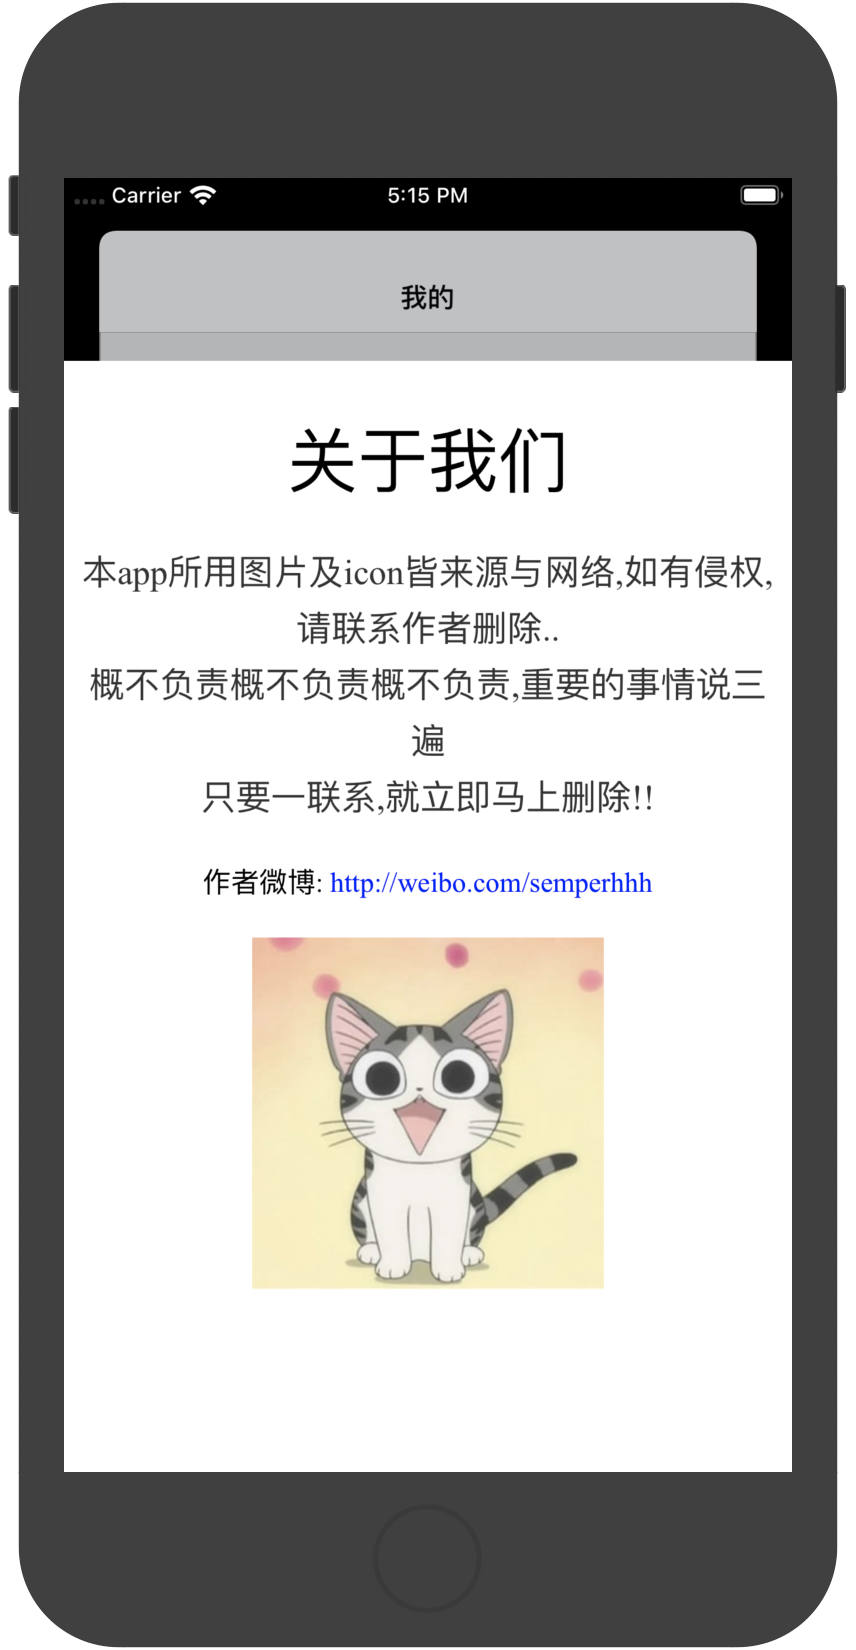 Carrier 5:15 PM
我的
关于我们
本app所用图片及icon皆来源与网络,如有侵权,
请联系作者删除..
概不负责概不负责概不负责,重要的事情说三
遍
只要一联系,就立即马上删除!!
作者微博: http://weibo.com/semperhhh